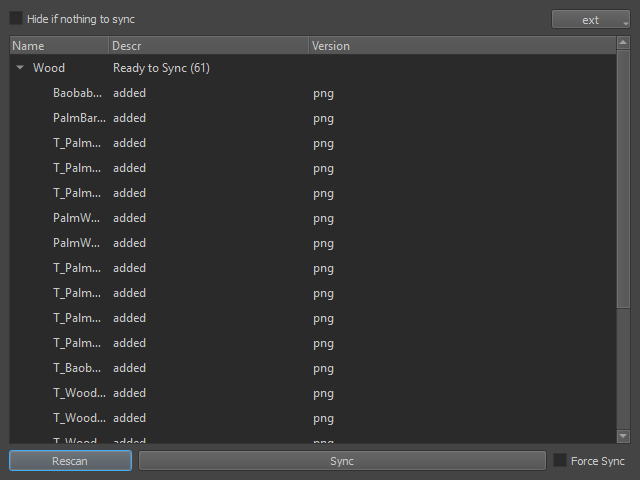 Hide if nothing to sync ext
Name Descr Version
Wood Ready to Sync (61)
Baobab... added png
PalmBar... added png
T_Palm... added png
T_Palm... added png
T_Palm... added png
PalmW... added png
PalmW... added png
T_Palm... added png
T_Palm... added png
T_Palm... added png
T_Palm... added png
T_Baob... added png
T_Wood... added png
T_Wood... added png
T_Wood... added png
Rescan Sync Force Sync